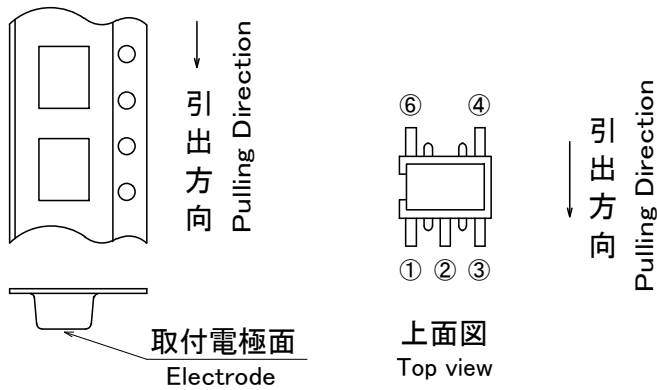 引出方向
Pulling Direction
⑥ ④
① ② ③
引出方向
Pulling Direction
取付電極面
Electrode
上面図
Top view